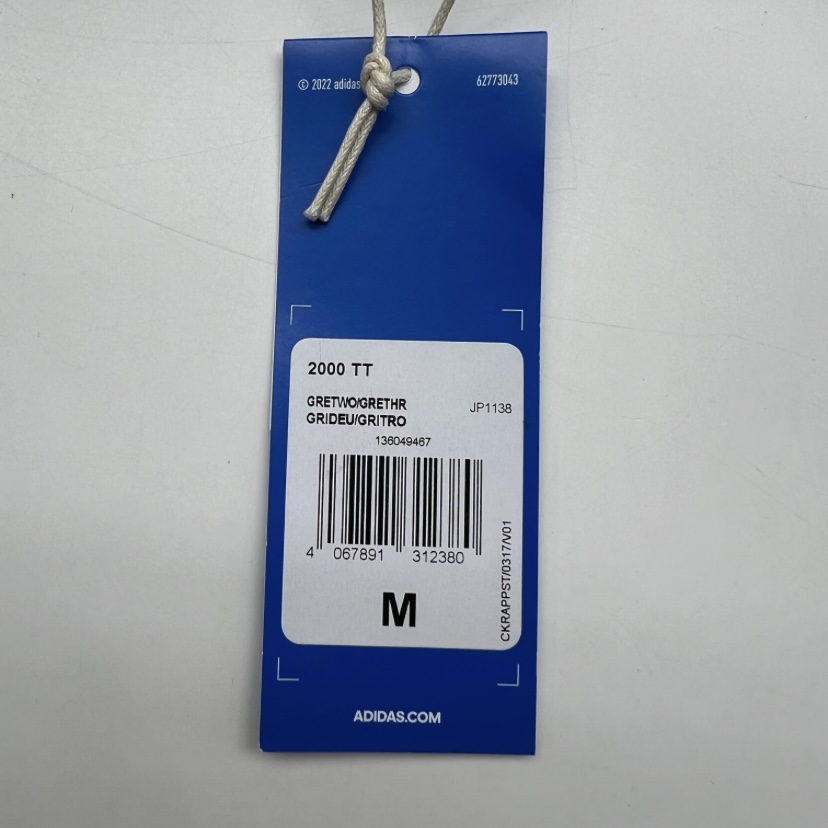 © 2022 adidas
62773043
2000 TT
GRETWO/GRETHR
JP1138
GRIDEU/GRITRO
136049467
4 067891 312380
CKRAPPST/0317/V01
M
ADIDAS.COM